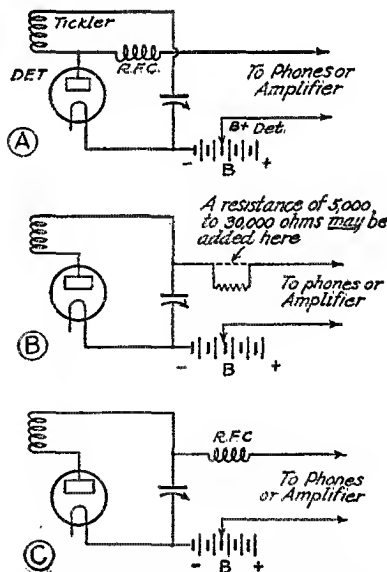 Tickler
DET
R.F.C.
To Phones or
Amplifier
B+ Det.
A
- B +
A resistance of 5,000
to 30,000 ohms may be
added here
To phones or
Amplifier
B
- B +
R.F.C
To Phones
or Amplifier
C
- B +